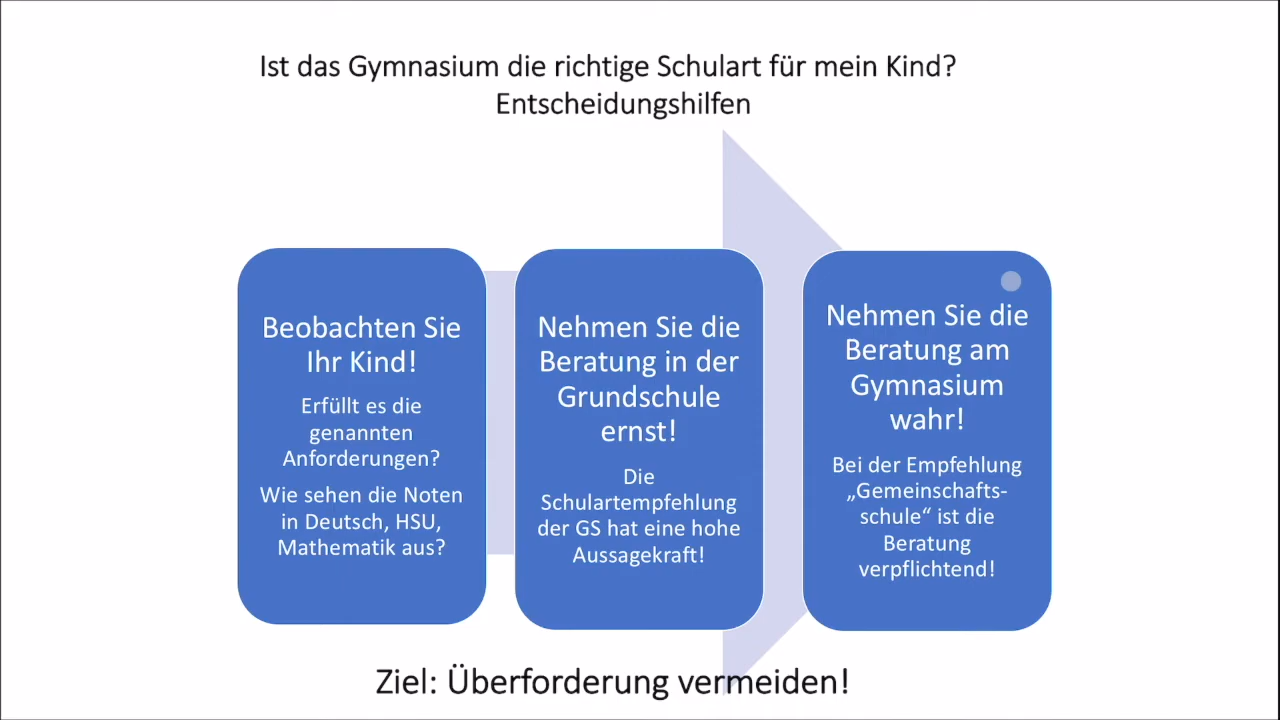 Ist das Gymnasium die richtige Schulart für mein Kind?
Entscheidungshilfen
Beobachten Sie
Ihr Kind!
Erfüllt es die
genannten
Anforderungen?
Wie sehen die Noten
in Deutsch, HSU,
Mathematik aus?
Nehmen Sie die
Beratung in der
Grundschule
ernst!
Die
Schulartempfehlung
der GS hat eine hohe
Aussagekraft!
Nehmen Sie die
Beratung am
Gymnasium
wahr!
Bei der Empfehlung
„Gemeinschafts-
schule“ ist die
Beratung
verpflichtend!
Ziel: Überforderung vermeiden!